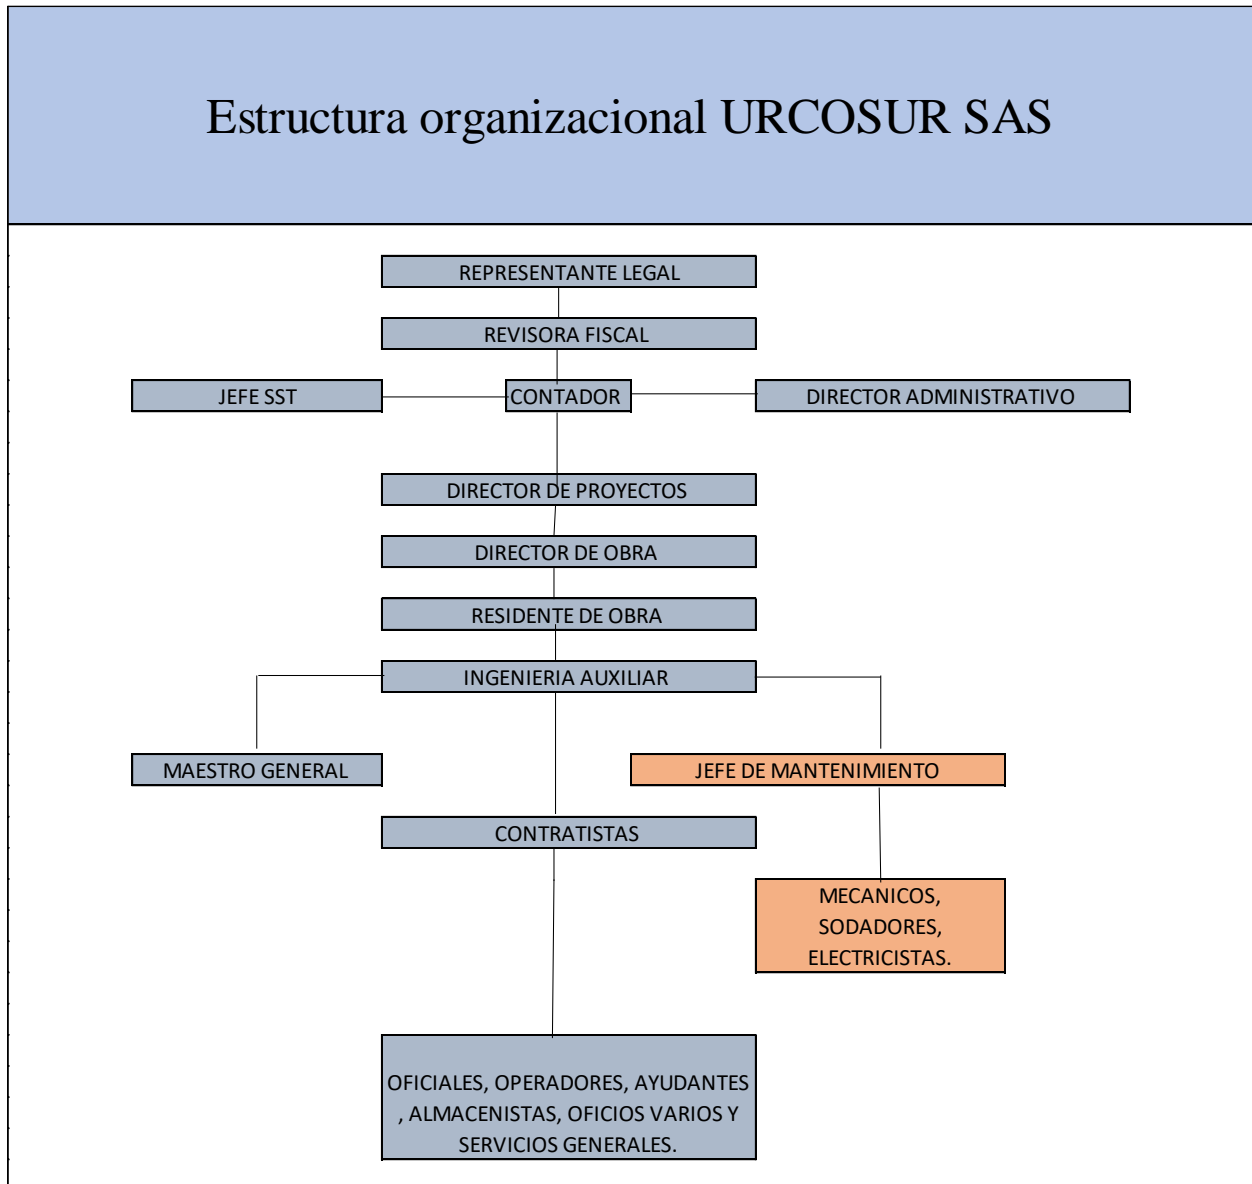 Estructura organizacional URCOSUR SAS
REPRESENTANTE LEGAL
REVISORA FISCAL
JEFE SST
CONTADOR
DIRECTOR ADMINISTRATIVO
DIRECTOR DE PROYECTOS
DIRECTOR DE OBRA
RESIDENTE DE OBRA
INGENIERIA AUXILIAR
MAESTRO GENERAL
JEFE DE MANTENIMIENTO
CONTRATISTAS
MECANICOS,
SODADORES,
ELECTRICISTAS.
OFICIALES, OPERADORES, AYUDANTES
, ALMACENISTAS, OFICIOS VARIOS Y
SERVICIOS GENERALES.